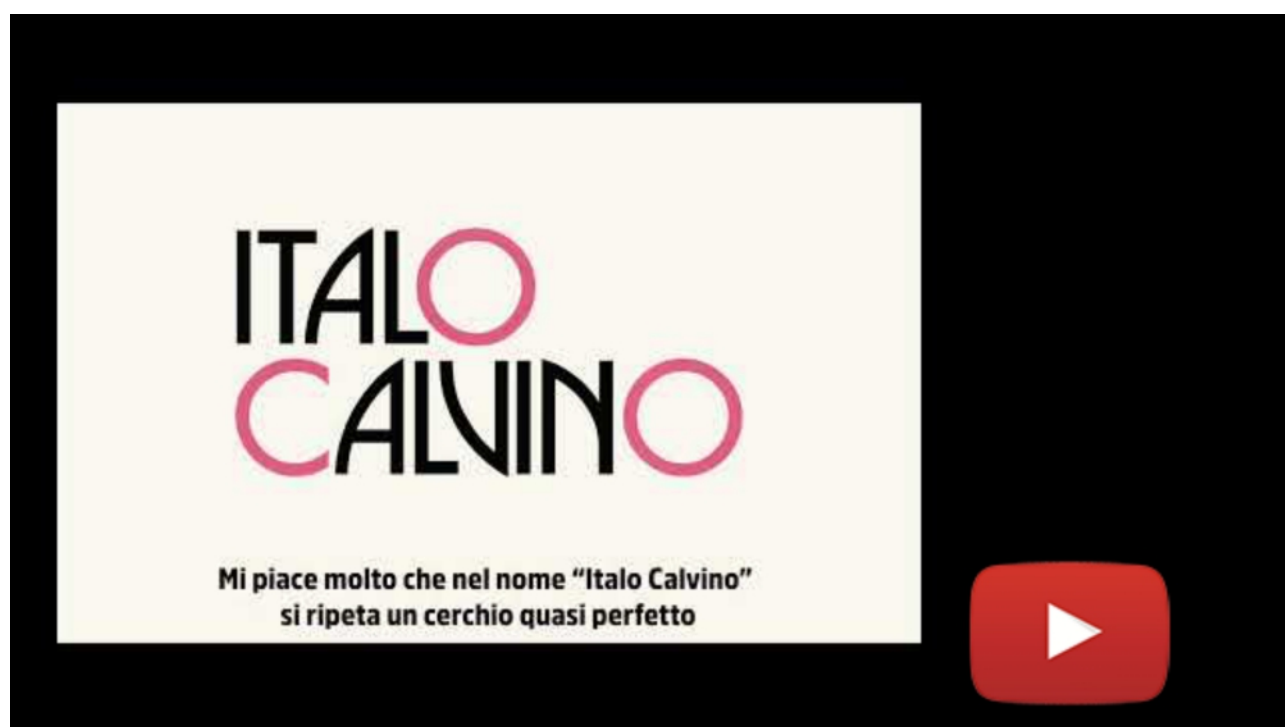 ITALO
CALVINO
Mi piace molto che nel nome “Italo Calvino”
si ripeta un cerchio quasi perfetto